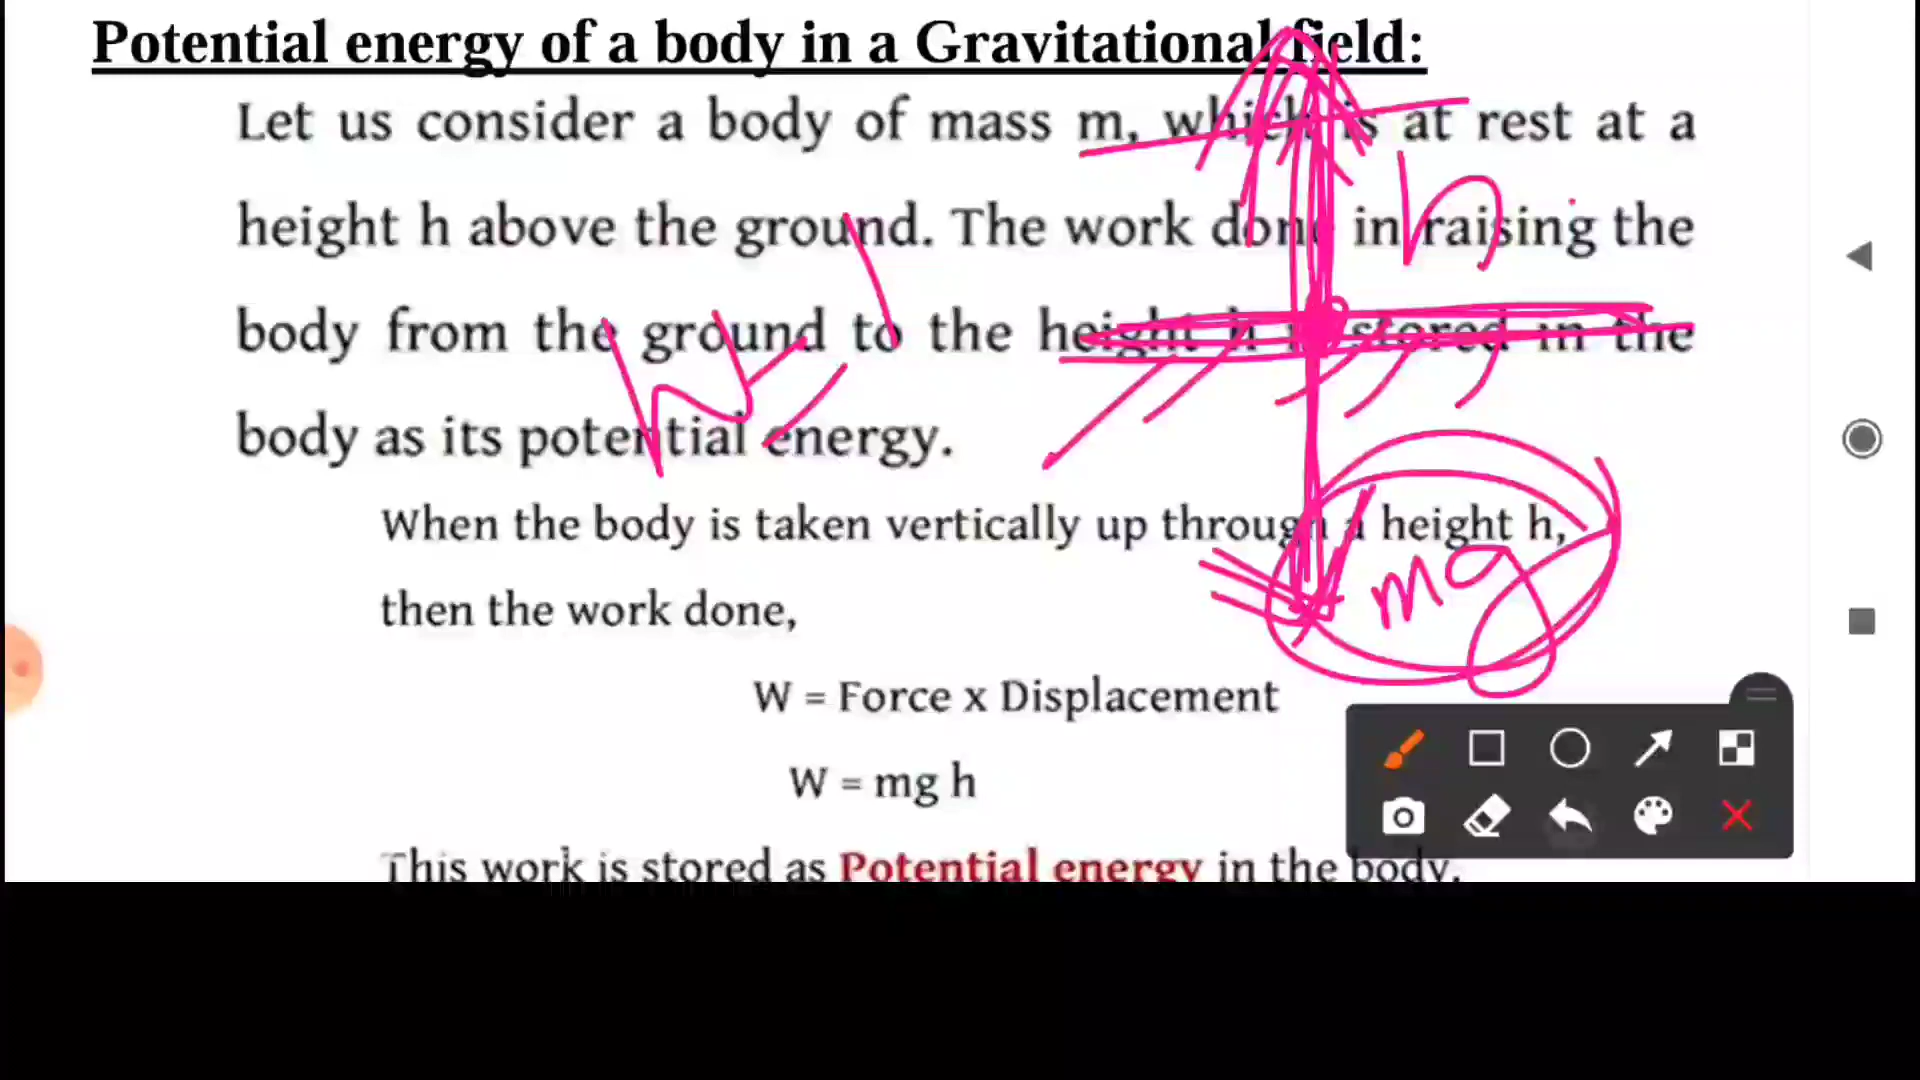 Potential energy of a body in a Gravitational field:
Let us consider a body of mass m, which is at rest at a
height h above the ground. The work done in raising the
body from the ground to the height h is stored in the
body as its potential energy.
When the body is taken vertically up through a height h,
then the work done,
W = Force x Displacement
W = mg h
This work is stored as Potential energy in the body.
h
mg